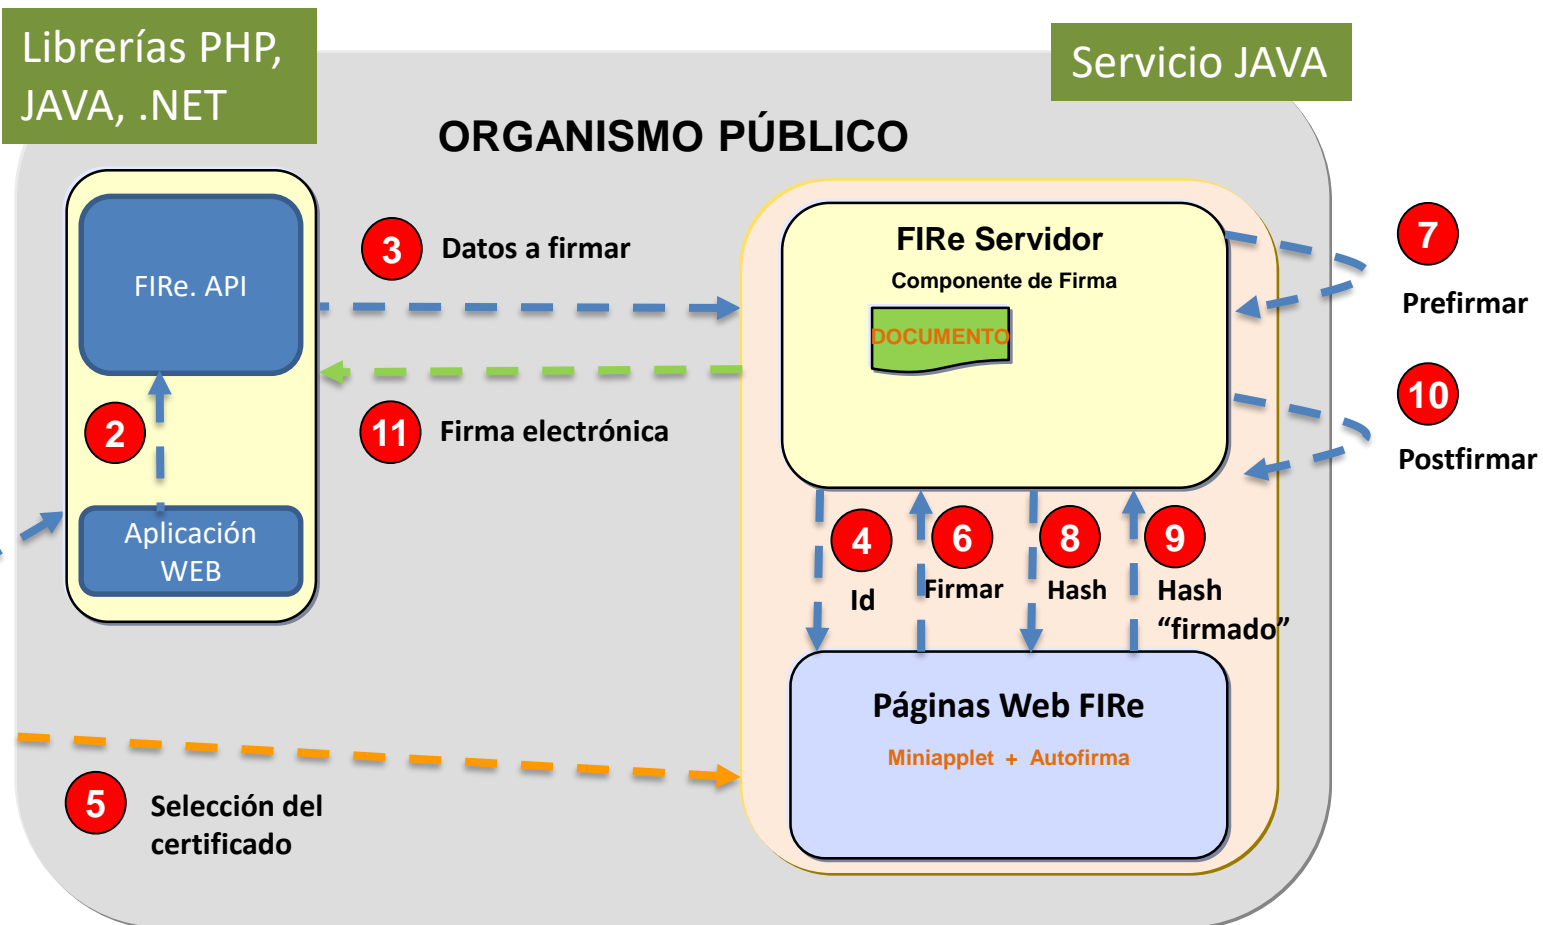 Librerías PHP,
JAVA, .NET
Servicio JAVA
ORGANISMO PÚBLICO
FIRe. API
3 Datos a firmar
FIRe Servidor
Componente de Firma
DOCUMENTO
7
Prefirmar
2
11 Firma electrónica
10
Postfirmar
Aplicación
WEB
4
Id
6
Firmar
8
Hash
9
Hash
“firmado”
Páginas Web FIRe
Miniapplet + Autofirma
5
Selección del
certificado